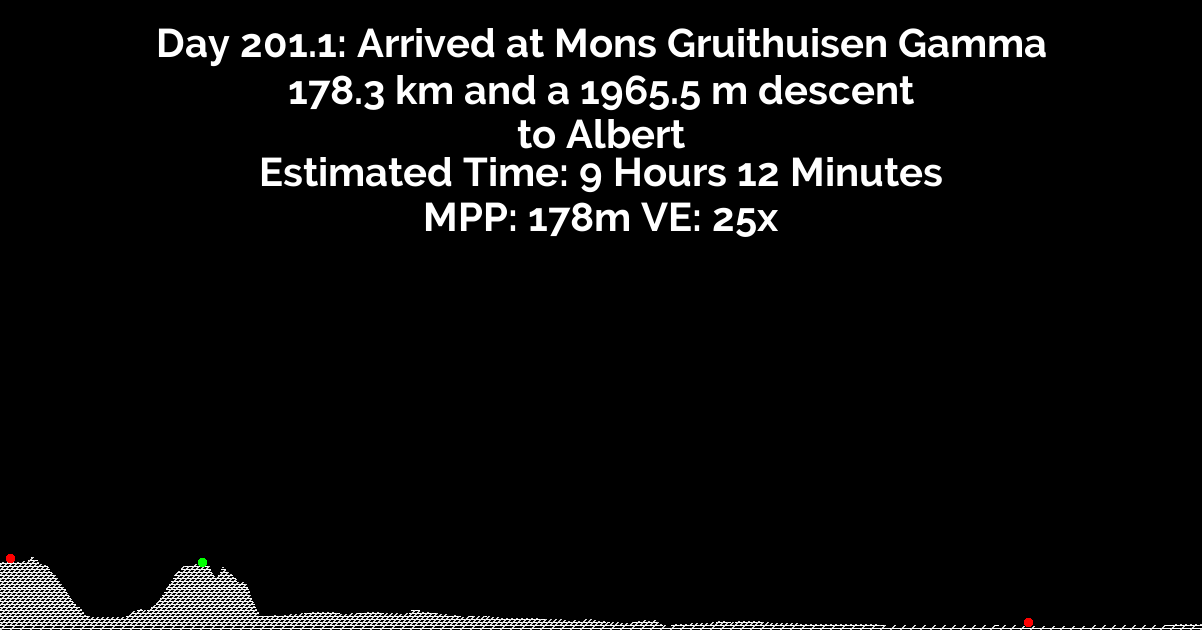 Day 201.1: Arrived at Mons Gruithuisen Gamma
178.3 km and a 1965.5 m descent
to Albert
Estimated Time: 9 Hours 12 Minutes
MPP: 178m VE: 25x